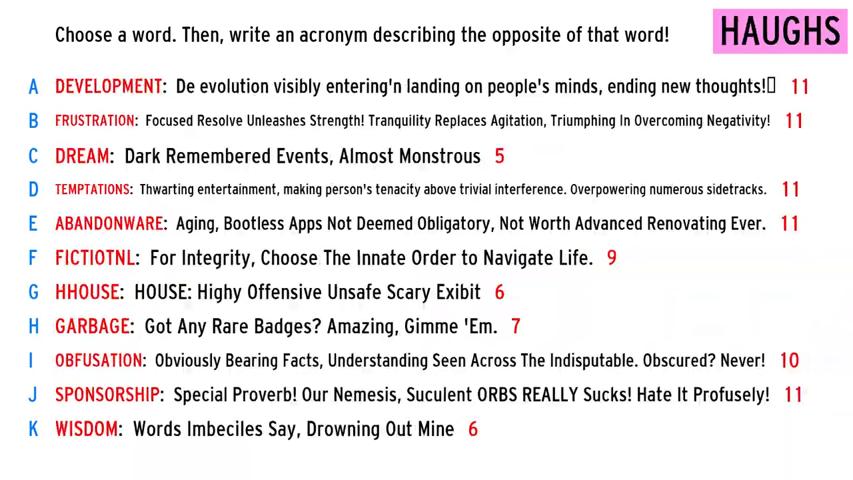 Choose a word. Then, write an acronym describing the opposite of that word!
HAUGHS
A DEVELOPMENT: De evolution visibly entering'n landing on people's minds, ending new thoughts!▯ 11
B FRUSTRATION: Focused Resolve Unleashes Strength! Tranquility Replaces Agitation, Triumphing In Overcoming Negativity! 11
C DREAM: Dark Remembered Events, Almost Monstrous 5
D TEMPTATIONS: Thwarting entertainment, making person's tenacity above trivial interference. Overpowering numerous sidetracks. 11
E ABANDONWARE: Aging, Bootless Apps Not Deemed Obligatory, Not Worth Advanced Renovating Ever. 11
F FICTIOTNL: For Integrity, Choose The Innate Order to Navigate Life. 9
G HHOUSE: HOUSE: Highy Offensive Unsafe Scary Exibit 6
H GARBAGE: Got Any Rare Badges? Amazing, Gimme 'Em. 7
I OBFUSATION: Obviously Bearing Facts, Understanding Seen Across The Indisputable. Obscured? Never! 10
J SPONSORSHIP: Special Proverb! Our Nemesis, Suculent ORBS REALLY Sucks! Hate It Profusely! 11
K WISDOM: Words Imbeciles Say, Drowning Out Mine 6